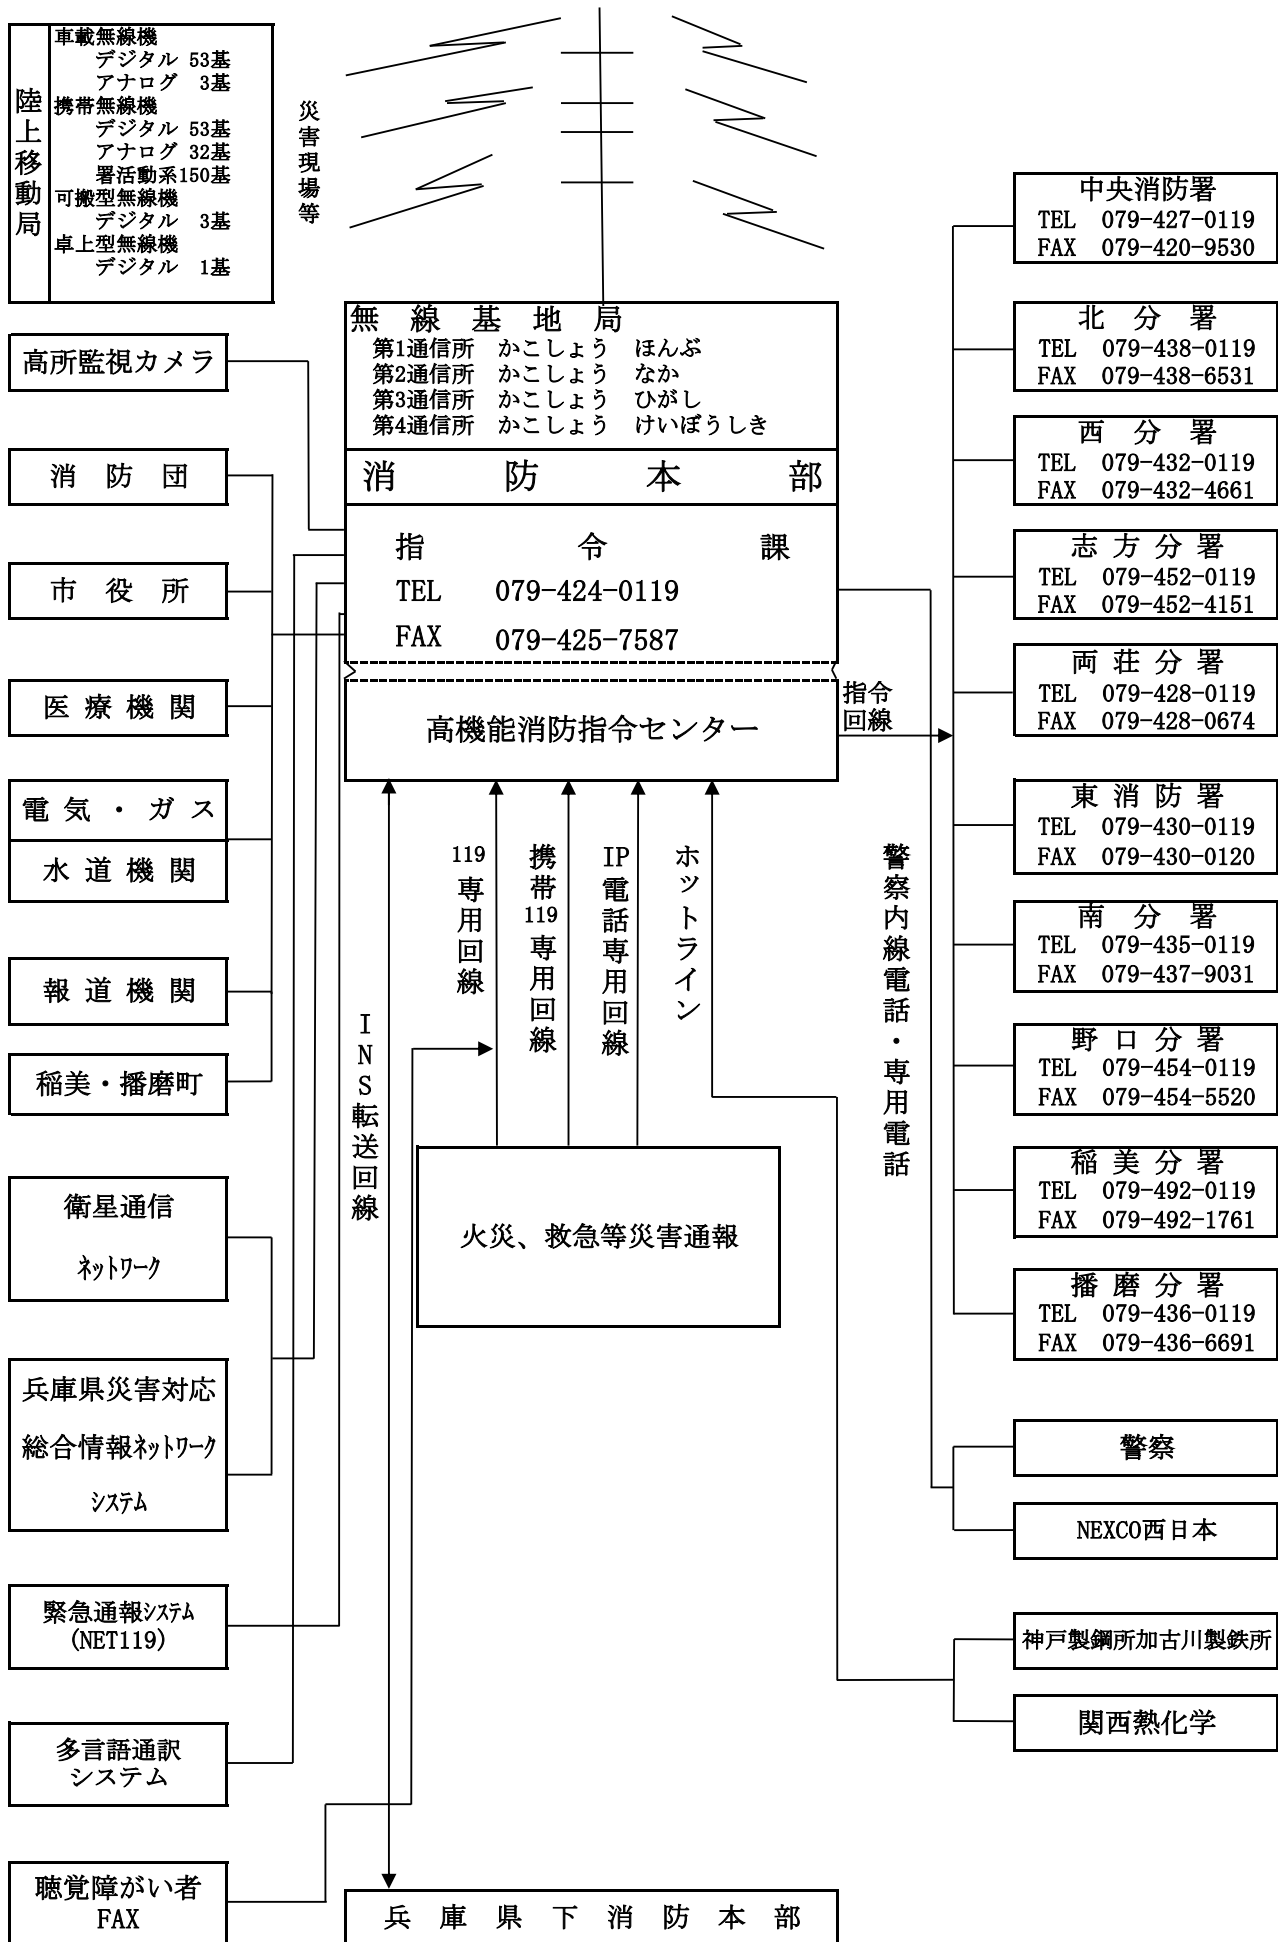 陸上移動局
車載無線機
デジタル 53基
アナログ 3基
携帯無線機
デジタル 53基
アナログ 32基
署活動系150基
可搬型無線機
デジタル 3基
卓上型無線機
デジタル 1基
災害現場等
無線基地局
第1通信所 かこしょう ほんぶ
第2通信所 かこしょう なか
第3通信所 かこしょう ひがし
第4通信所 かこしょう けいぼうしき
消防本部
指令課
TEL 079-424-0119
FAX 079-425-7587
高機能消防指令センター
指令
回線
高所監視カメラ
消防団
市役所
医療機関
電気・ガス
水道機関
報道機関
稲美・播磨町
衛星通信
ﾈｯﾄﾜｰｸ
兵庫県災害対応
総合情報ﾈｯﾄﾜｰｸ
ｼｽﾃﾑ
緊急通報ｼｽﾃﾑ
(NET119)
多言語通訳
システム
聴覚障がい者
FAX
INS転送回線
119専用回線
携帯119専用回線
IP電話専用回線
ホットライン
警察内線電話・専用電話
火災、救急等災害通報
兵庫県下消防本部
中央消防署
TEL 079-427-0119
FAX 079-420-9530
北分署
TEL 079-438-0119
FAX 079-438-6531
西分署
TEL 079-432-0119
FAX 079-432-4661
志方分署
TEL 079-452-0119
FAX 079-452-4151
両荘分署
TEL 079-428-0119
FAX 079-428-0674
東消防署
TEL 079-430-0119
FAX 079-430-0120
南分署
TEL 079-435-0119
FAX 079-437-9031
野口分署
TEL 079-454-0119
FAX 079-454-5520
稲美分署
TEL 079-492-0119
FAX 079-492-1761
播磨分署
TEL 079-436-0119
FAX 079-436-6691
警察
NEXCO西日本
神戸製鋼所加古川製鉄所
関西熱化学